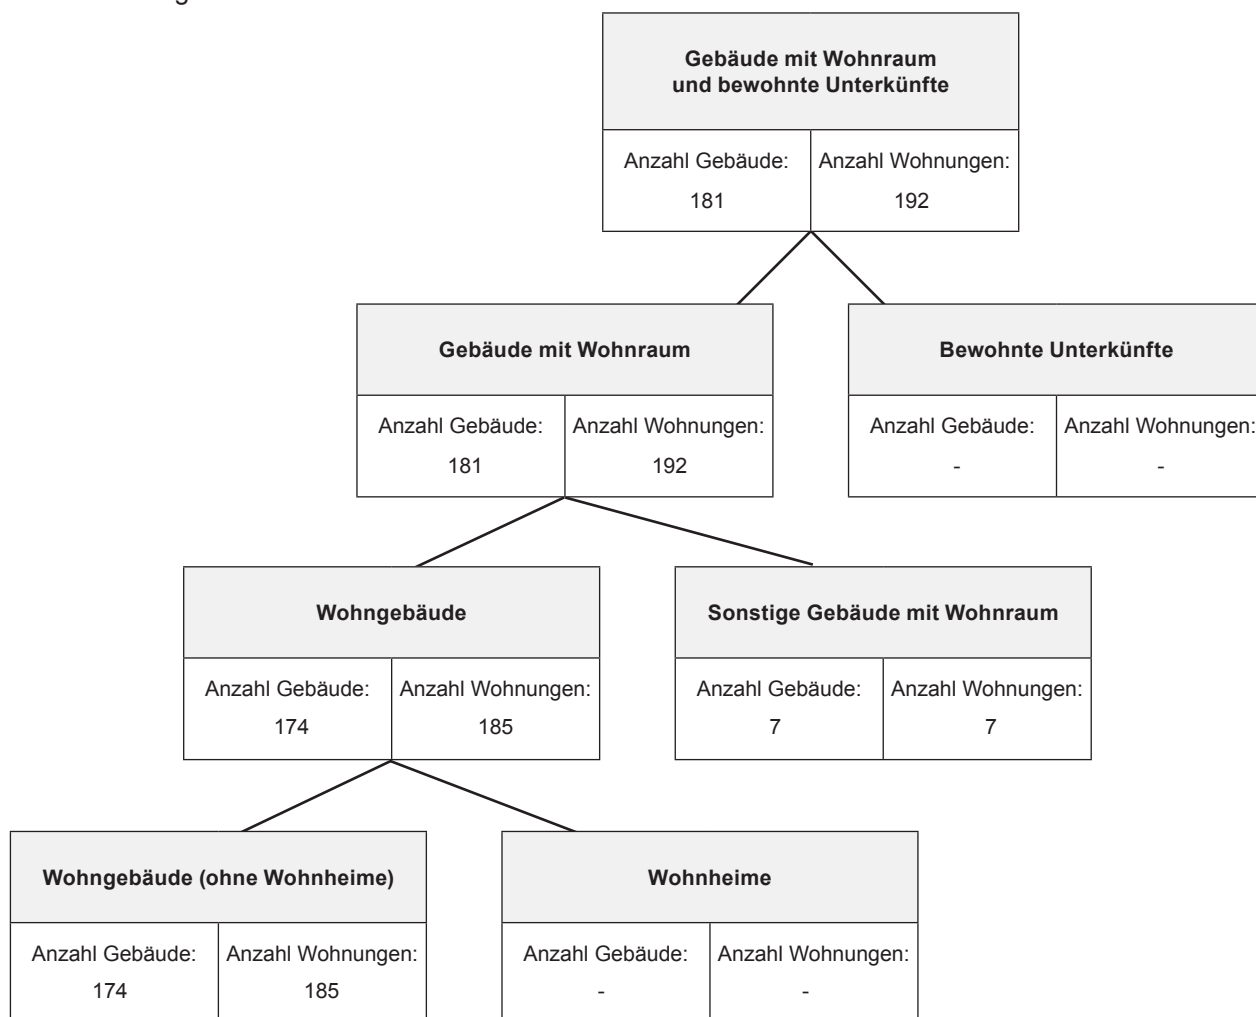 Gebäude mit Wohnraum
und bewohnte Unterkünfte
Anzahl Gebäude: Anzahl Wohnungen:
181 192
Gebäude mit Wohnraum Bewohnte Unterkünfte
Anzahl Gebäude: Anzahl Wohnungen: Anzahl Gebäude: Anzahl Wohnungen:
181 192 - -
Wohngebäude Sonstige Gebäude mit Wohnraum
Anzahl Gebäude: Anzahl Wohnungen: Anzahl Gebäude: Anzahl Wohnungen:
174 185 7 7
Wohngebäude (ohne Wohnheime) Wohnheime
Anzahl Gebäude: Anzahl Wohnungen: Anzahl Gebäude: Anzahl Wohnungen:
174 185 - -